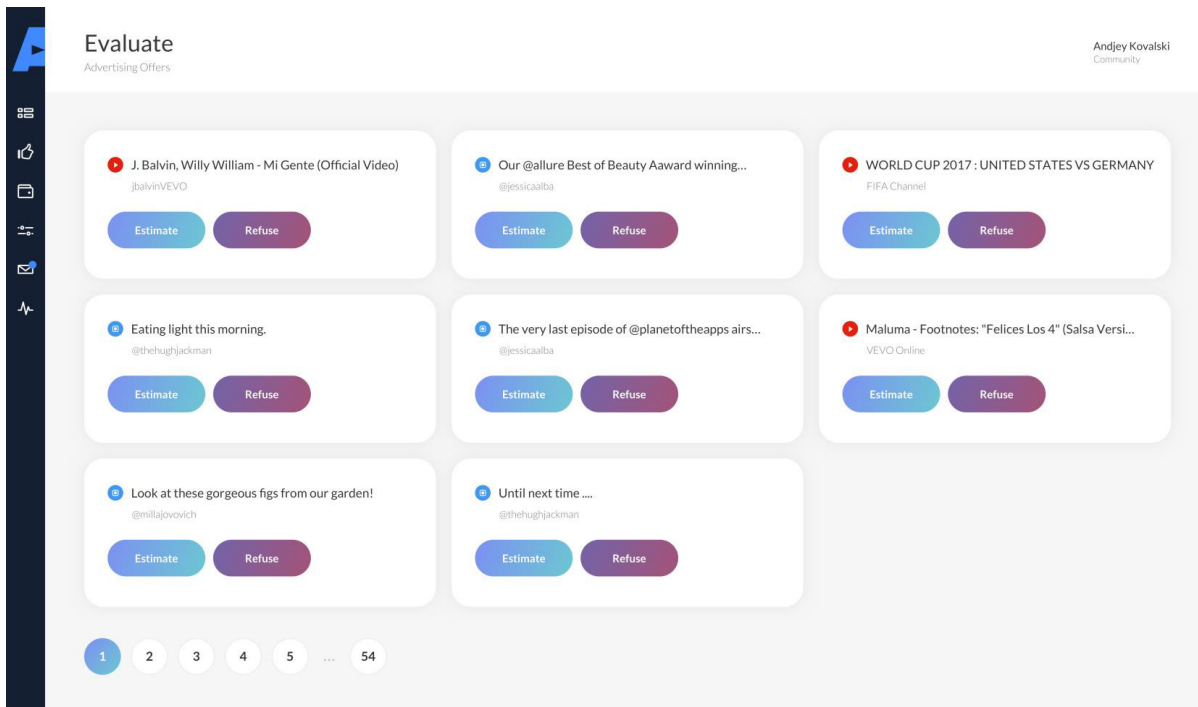 Evaluate
Advertising Offers
Andjey Kovalski
Community
J. Balvin, Willy William - Mi Gente (Official Video)
jbalvinVEVO
Estimate
Refuse
Our @allure Best of Beauty Aaward winning...
@jessicaalba
Estimate
Refuse
WORLD CUP 2017 : UNITED STATES VS GERMANY
FIFA Channel
Estimate
Refuse
Eating light this morning.
@thehughjackman
Estimate
Refuse
The very last episode of @planetoftheapps airs...
@jessicaalba
Estimate
Refuse
Maluma - Footnotes: "Felices Los 4" (Salsa Versi...
VEVO Online
Estimate
Refuse
Look at these gorgeous figs from our garden!
@millajovovich
Estimate
Refuse
Until next time ....
@thehughjackman
Estimate
Refuse
1 2 3 4 5 ... 54